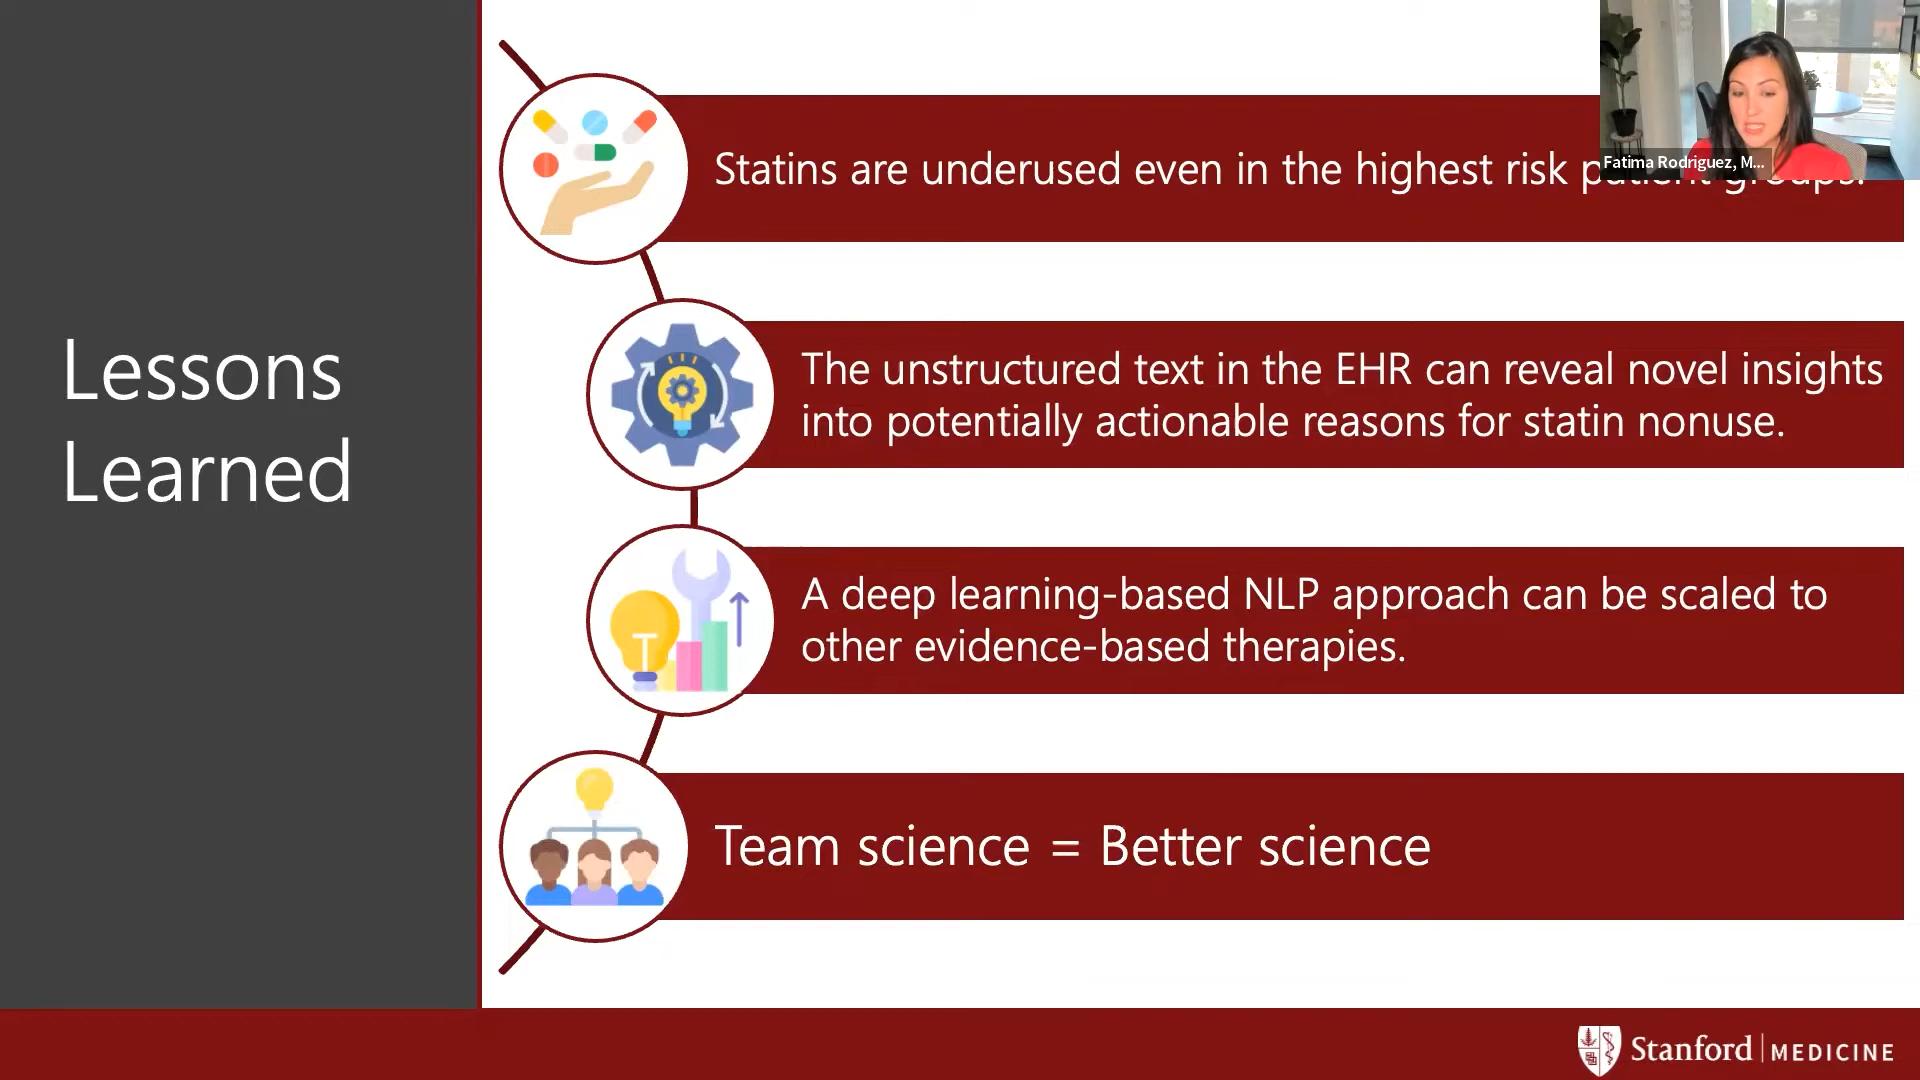 Lessons
Learned
Statins are underused even in the highest risk patient groups.
Fatima Rodriguez, M...
The unstructured text in the EHR can reveal novel insights
into potentially actionable reasons for statin nonuse.
A deep learning-based NLP approach can be scaled to
other evidence-based therapies.
Team science = Better science
Stanford MEDICINE